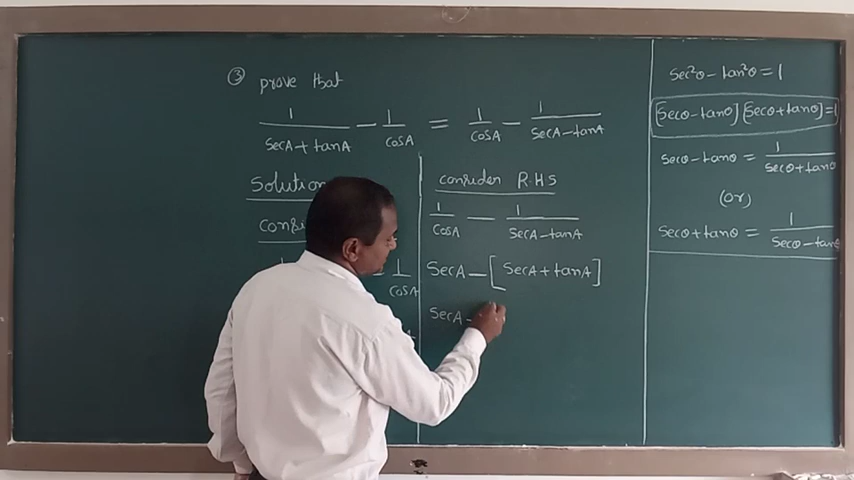 ③ prove that
1/(secA + tanA) - 1/cosA = 1/cosA - 1/(secA - tanA)
Solution
1/cosA
consider R.H.S
1/cosA - 1/(secA - tanA)
SecA - [SecA + tanA]
SecA -
Sec²θ - tan²θ = 1
[Secθ - tanθ] [Secθ + tanθ] = 1
Secθ - tanθ = 1/(Secθ + tanθ)
(Or)
Secθ + tanθ = 1/(Secθ - tanθ